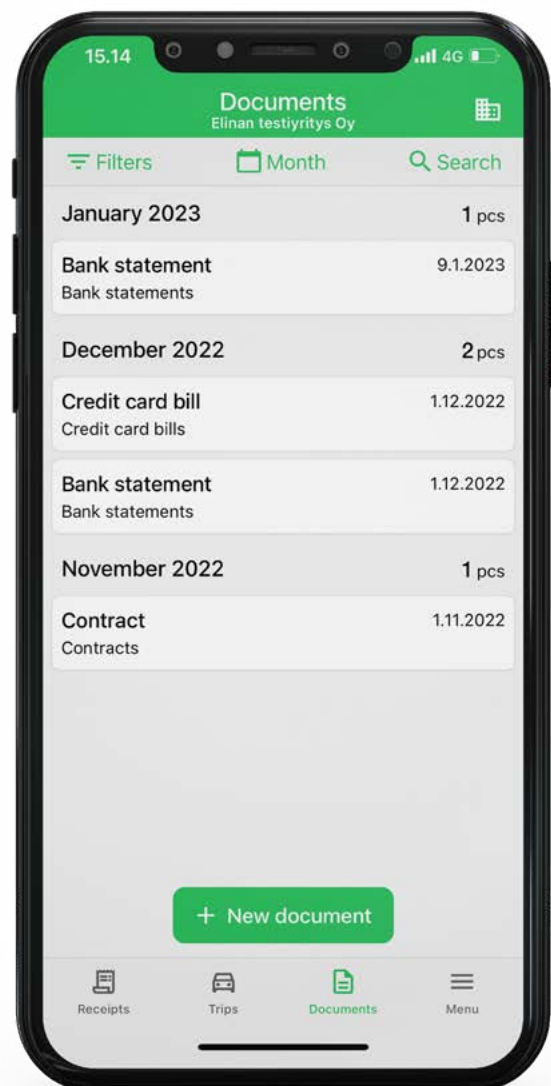 15.14
4G
Documents
Elinan testiyritys Oy
Filters
Month
Search
January 2023 1 pcs
Bank statement 9.1.2023
Bank statements
December 2022 2 pcs
Credit card bill 1.12.2022
Credit card bills
Bank statement 1.12.2022
Bank statements
November 2022 1 pcs
Contract 1.11.2022
Contracts
+ New document
Receipts
Trips
Documents
Menu